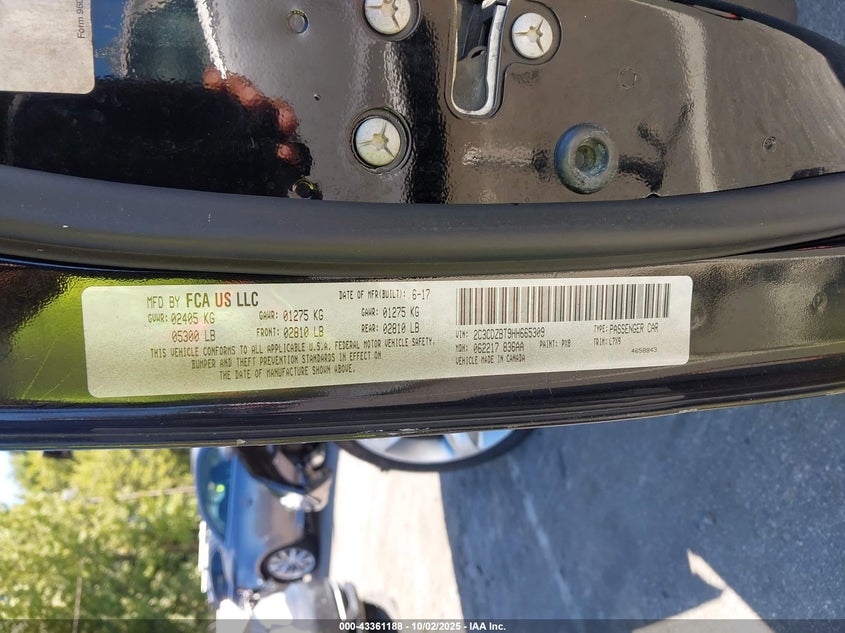 Form 960
MFD BY FCA US LLC
DATE OF MFR(BUILT): 6-17
GVWR: 02405 KG
GAWR: 01275 KG
GAWR: 01275 KG
05300 LB
FRONT: 02810 LB
REAR: 02810 LB
THIS VEHICLE CONFORMS TO ALL APPLICABLE U.S.A. FEDERAL MOTOR VEHICLE SAFETY,
BUMPER AND THEFT PREVENTION STANDARDS IN EFFECT ON
THE DATE OF MANUFACTURE SHOWN ABOVE.
VIN: 2C3CDZBT9HH665309
TYPE: PASSENGER CAR
MDH: 062217 836AA
PAINT: PX8
TRIM: L7X9
VEHICLE MADE IN CANADA
4658843
000-43361188 - 10/02/2025 - IAA Inc.